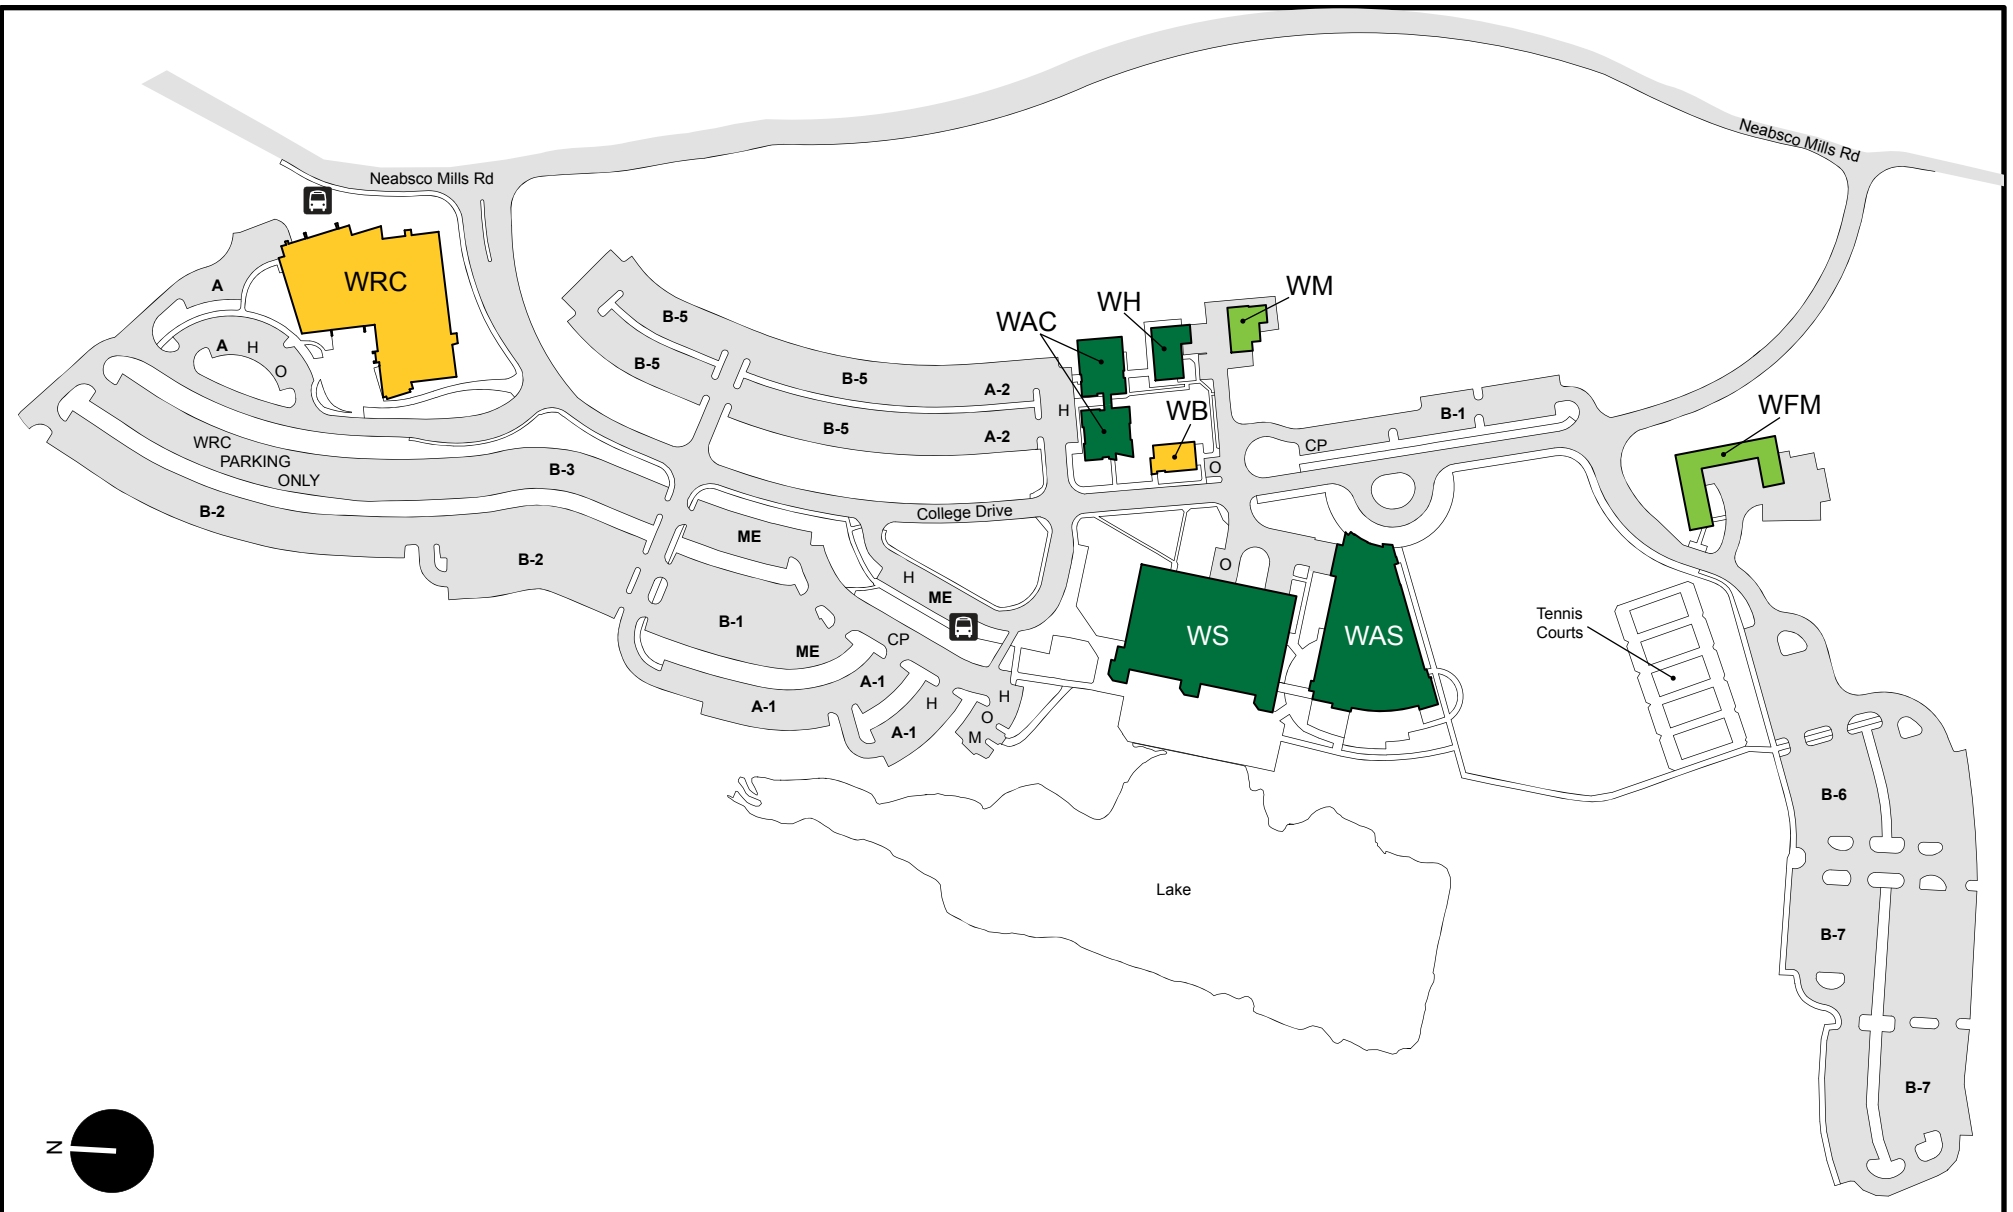 Neabsco Mills Rd
Neabsco Mills Rd
WRC
A
A
H
O
B-5
B-5
B-5
B-5
A-2
A-2
H
WAC
WH
WM
WB
O
B-1
CP
WFM
WRC
PARKING
ONLY
B-3
B-2
B-2
College Drive
ME
H
ME
B-1
ME
CP
A-1
A-1
H
A-1
H
O
M
O
WS
WAS
Tennis
Courts
B-6
B-7
B-7
Lake
N